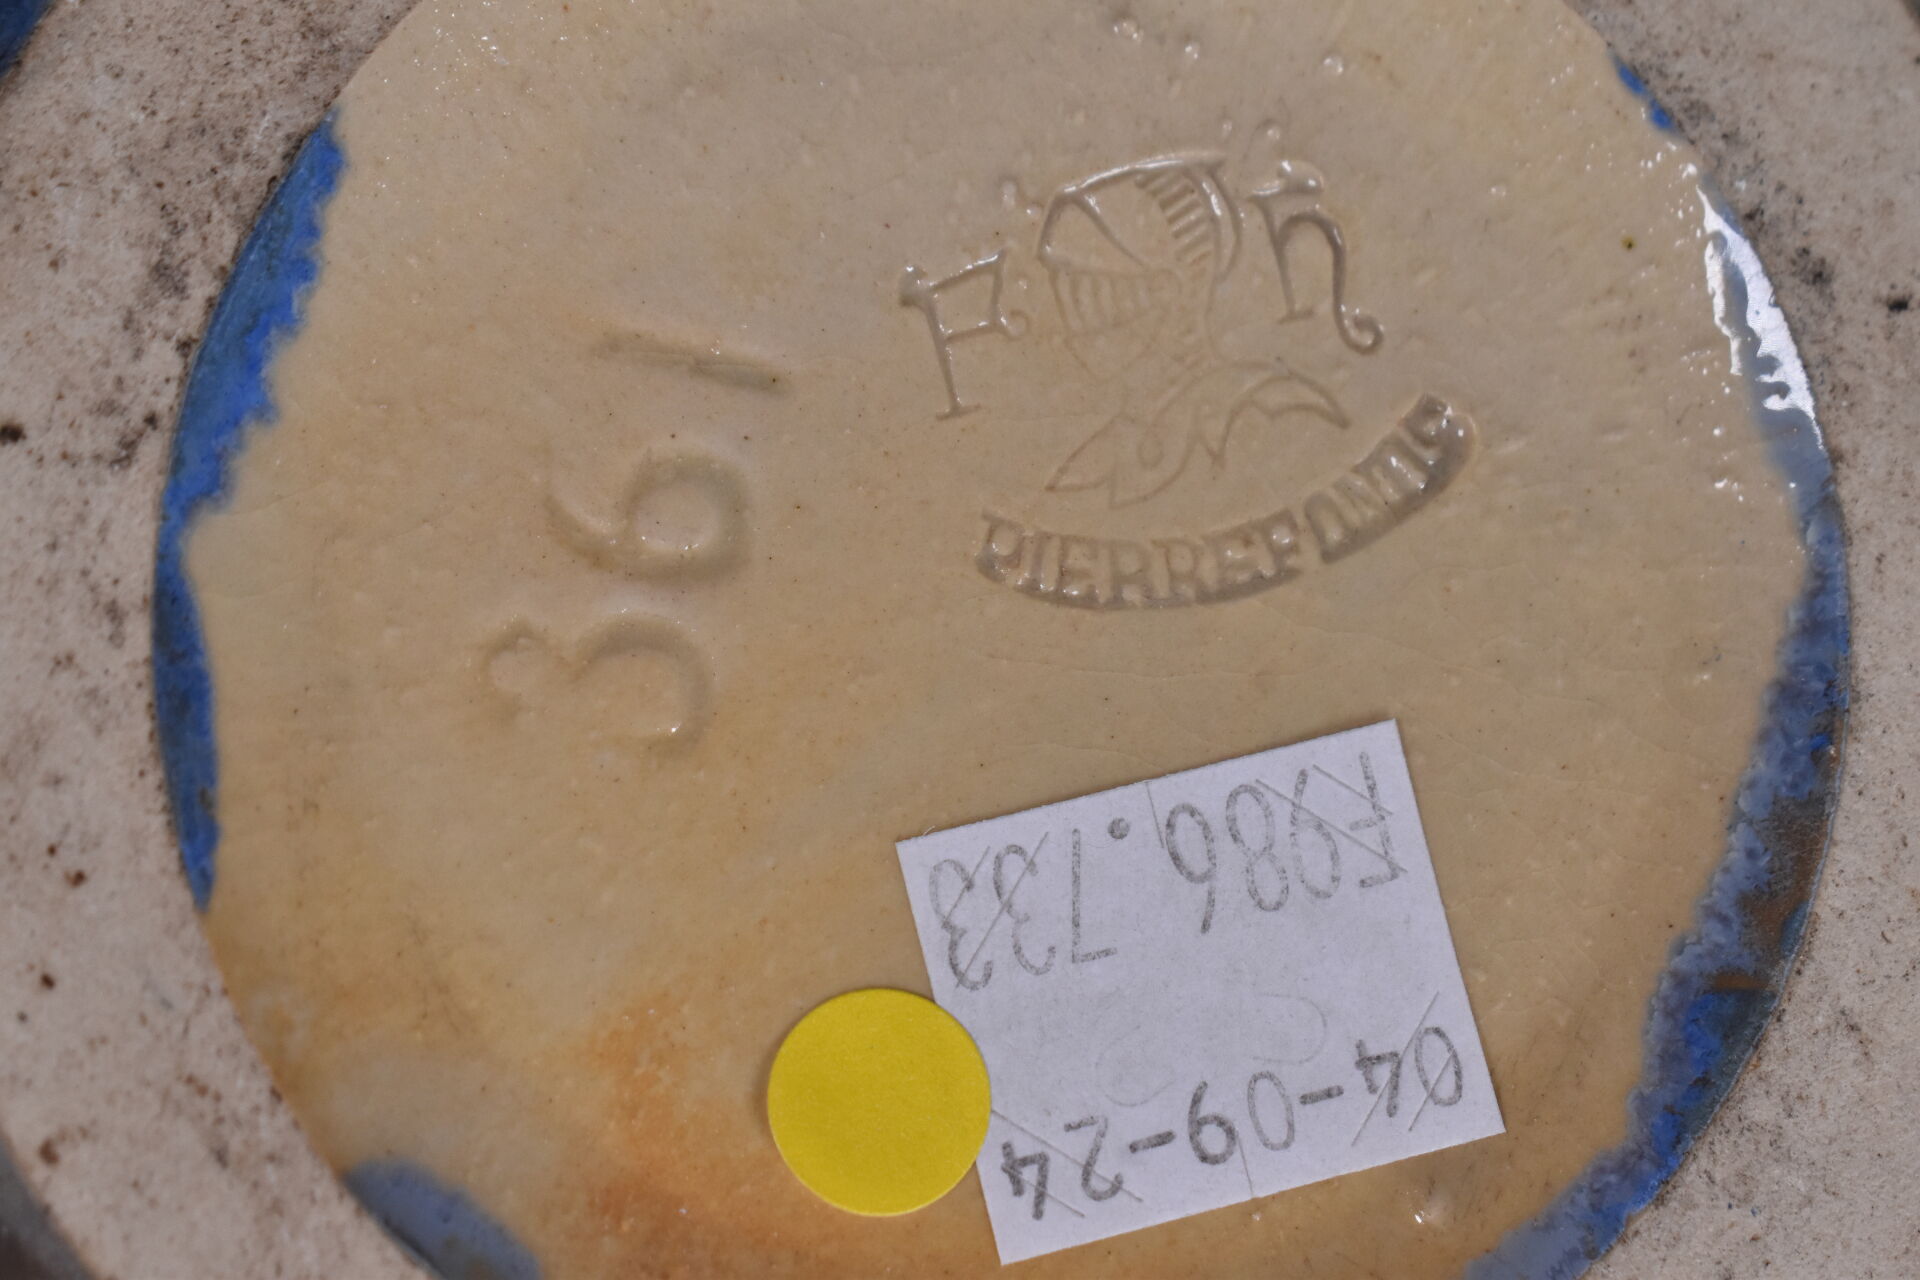 F h
PIERREFONDS
361
04-09-24
F986.733